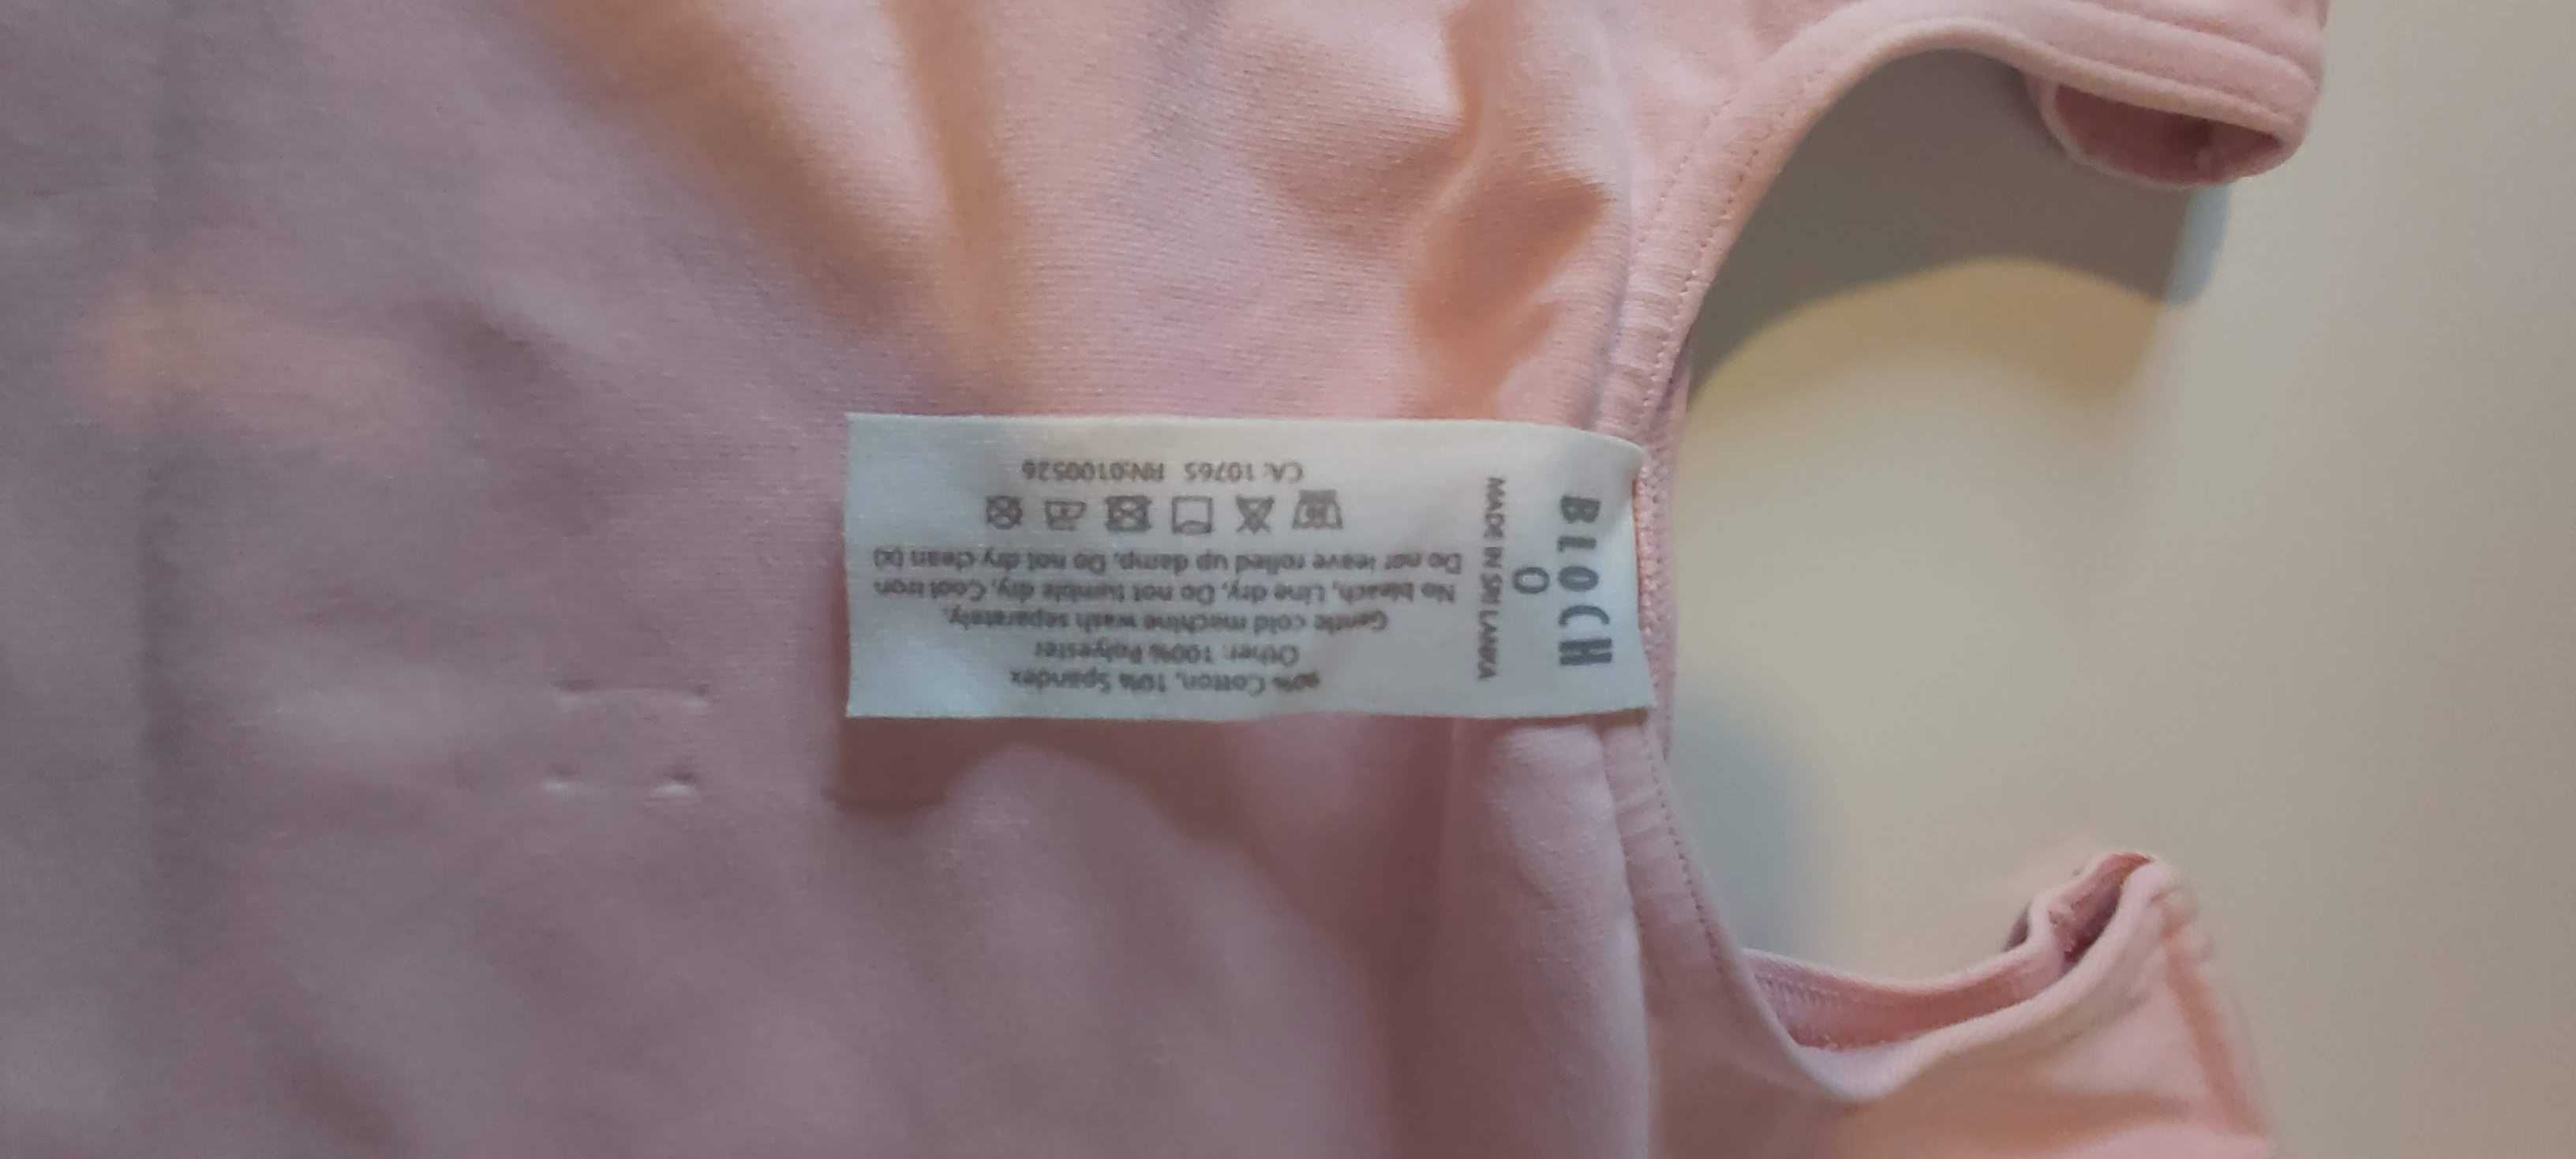 BLOCH
0
MADE IN SRI LANKA
90% Cotton, 10% Spandex
Other: 100% Polyester
Gentle cold machine wash separately,
No bleach, Line dry, Do not tumble dry, Cool iron
Do not leave rolled up damp, Do not dry clean (x)
CA: 10765 RN:0100526